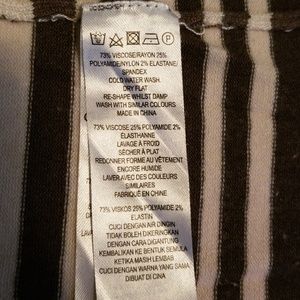 73% VISCOSE/RAYON 25%
POLYAMIDE/NYLON 2% ELASTANE/
SPANDEX
COLD WATER WASH.
DRY FLAT
RE-SHAPE WHILST DAMP
WASH WITH SIMILAR COLOURS
MADE IN CHINA
73% VISCOSE 25% POLYAMIDE 2%
ELASTHANNE
LAVAGE À FROID
SÉCHER À PLAT
REDONNER FORME AU VÊTEMENT
ENCORE HUMIDE
LAVER AVEC DES COULEURS
SIMILAIRES
FABRIQUÉ EN CHINE
73% VISKOS 25% POLYAMIDE 2%
ELASTIN
CUCI DENGAN AIR DINGIN
TIDAK BOLEH DIKERINGKAN
DENGAN CARA DIGANTUNG
KEMBALIKAN KE BENTUK SEMULA
KETIKA MASIH LEMBAB
CUCI DENGAN WARNA YANG SAMA
DIBUAT DI CINA